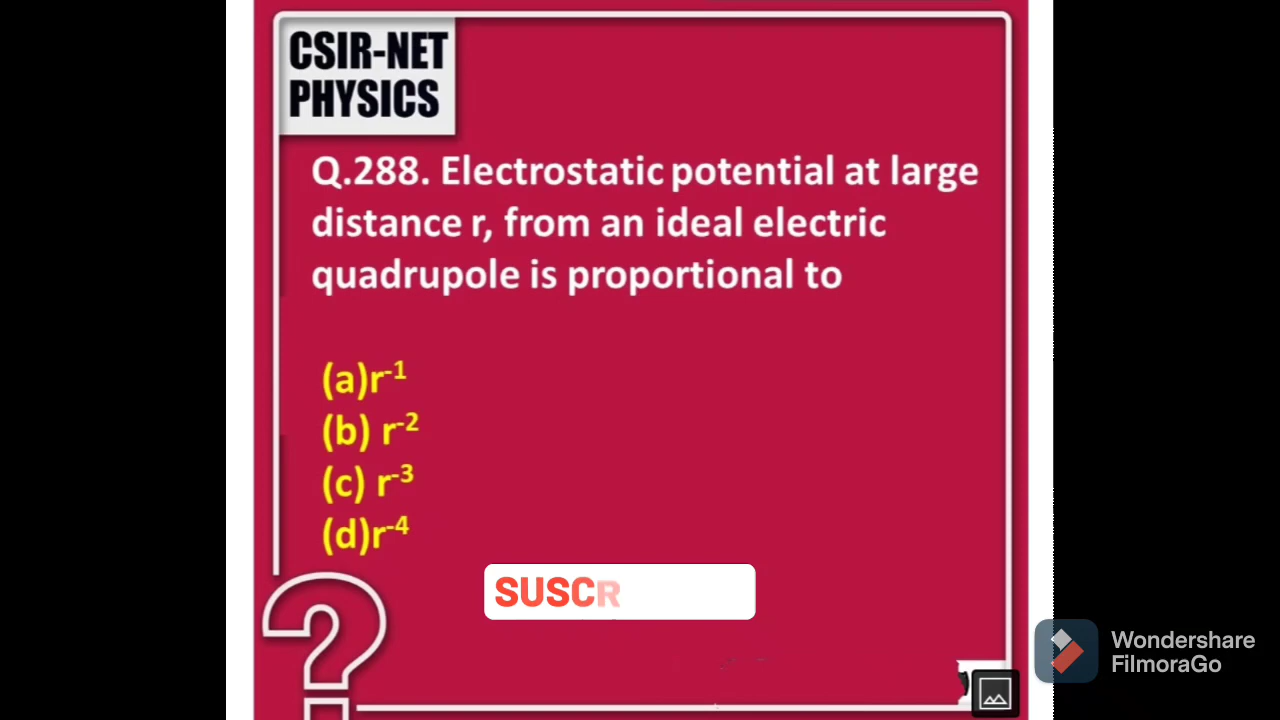 CSIR-NET
PHYSICS
Q.288. Electrostatic potential at large
distance r, from an ideal electric
quadrupole is proportional to
(a)r⁻¹
(b) r⁻²
(c) r⁻³
(d)r⁻⁴
SUSCR
Wondershare
FilmoraGo